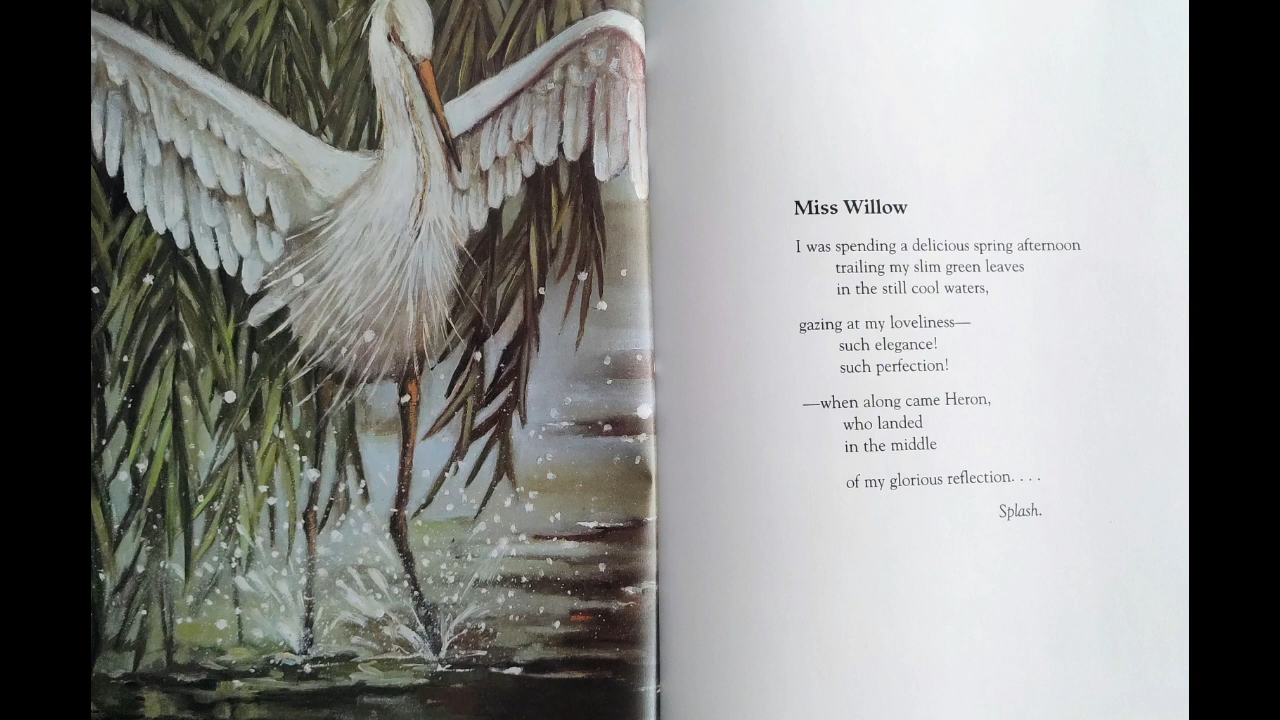 Miss Willow
I was spending a delicious spring afternoon
trailing my slim green leaves
in the still cool waters,
gazing at my loveliness—
such elegance!
such perfection!
—when along came Heron,
who landed
in the middle
of my glorious reflection. . . .
Splash.